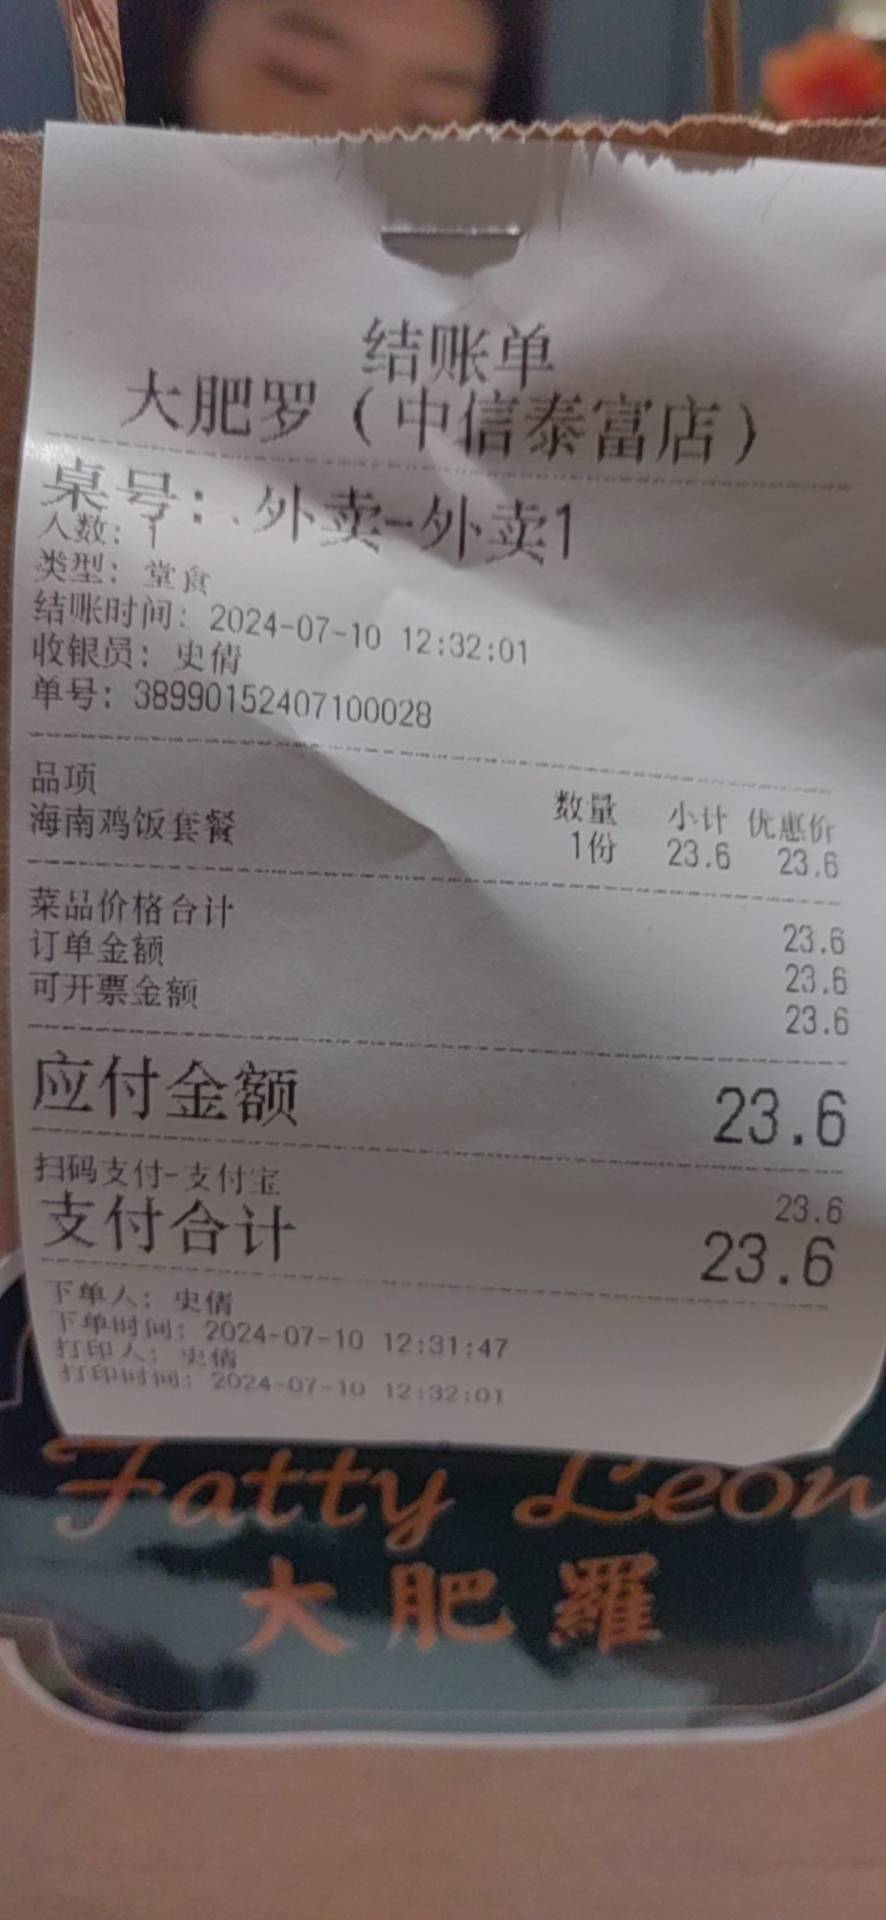 结账单
大肥罗（中信泰富店）
桌号：外卖-外卖1
人数：1
类型：堂食
结账时间：2024-07-10 12:32:01
收银员：史倩
单号：38990152407100028
品项 数量 小计 优惠价
海南鸡饭套餐 1份 23.6 23.6
菜品价格合计 23.6
订单金额 23.6
可开票金额 23.6
应付金额 23.6
扫码支付-支付宝 23.6
支付合计 23.6
下单人：史倩
下单时间：2024-07-10 12:31:47
打印人：史倩
打印时间：2024-07-10 12:32:01
Fatty Leon
大肥羅